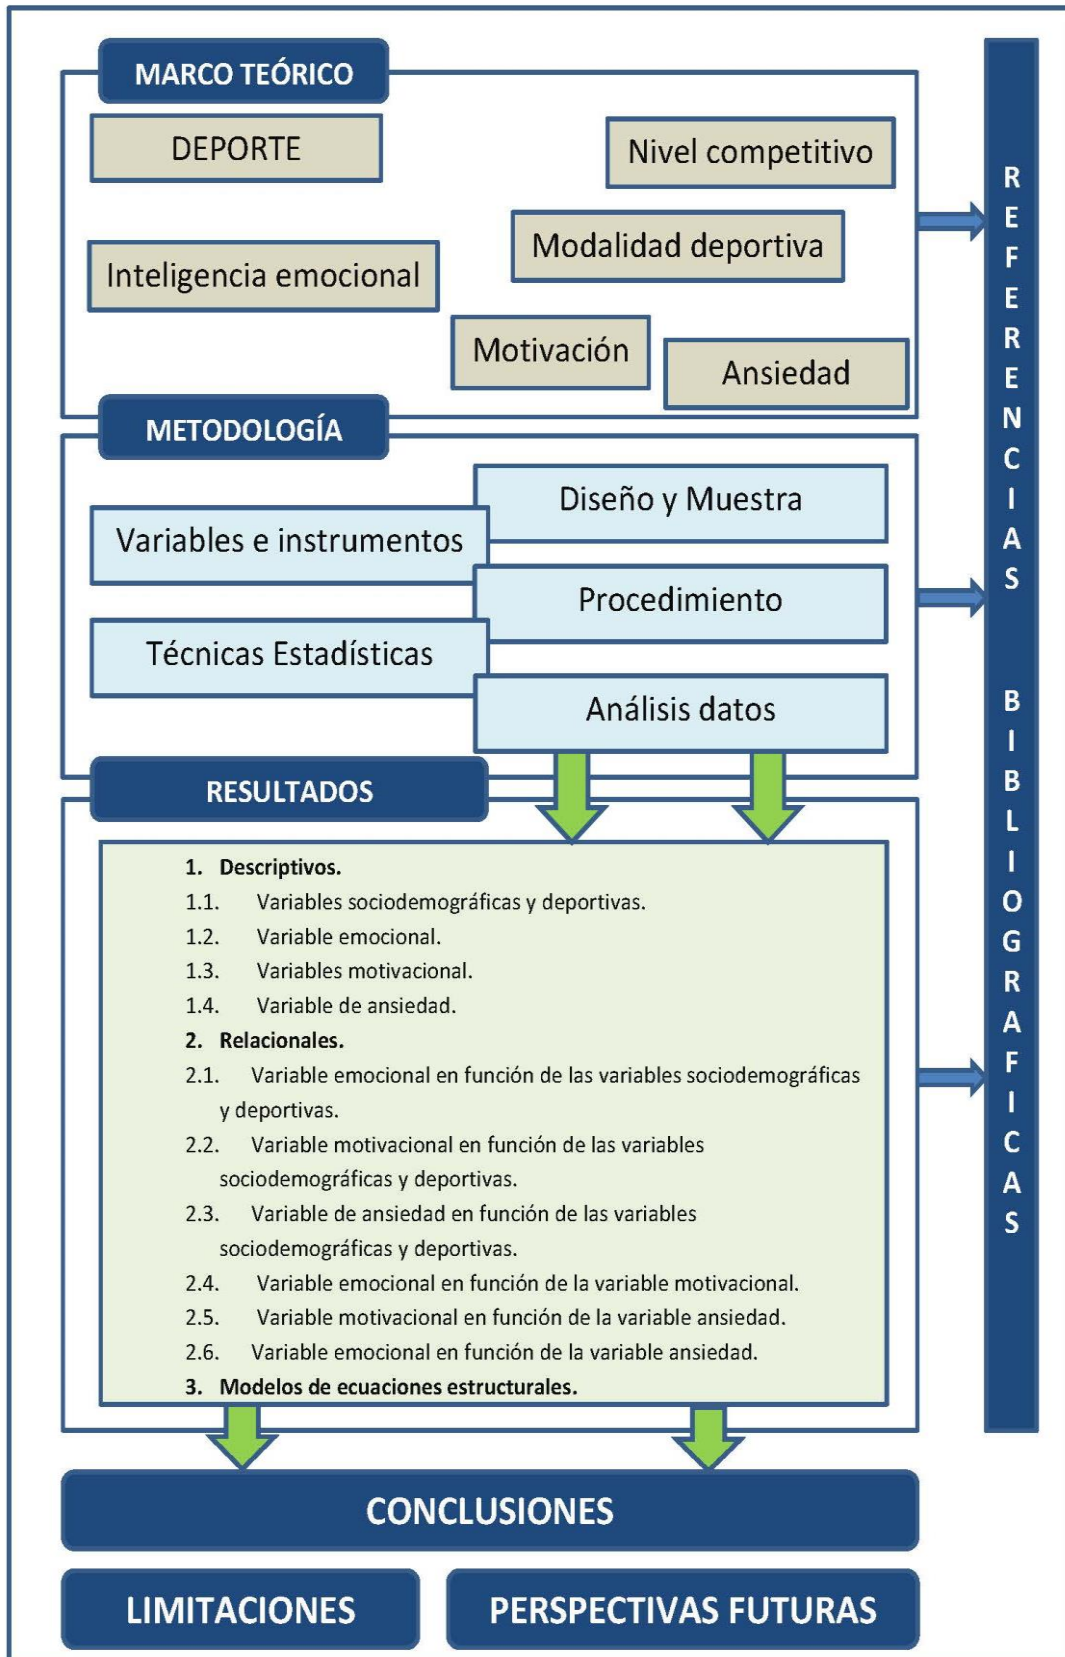 MARCO TEÓRICO
DEPORTE
Nivel competitivo
Modalidad deportiva
Inteligencia emocional
Motivación
Ansiedad
METODOLOGÍA
Diseño y Muestra
Variables e instrumentos
Procedimiento
Técnicas Estadísticas
Análisis datos
RESULTADOS
1. Descriptivos.
1.1. Variables sociodemográficas y deportivas.
1.2. Variable emocional.
1.3. Variables motivacional.
1.4. Variable de ansiedad.
2. Relacionales.
2.1. Variable emocional en función de las variables sociodemográficas
y deportivas.
2.2. Variable motivacional en función de las variables
sociodemográficas y deportivas.
2.3. Variable de ansiedad en función de las variables
sociodemográficas y deportivas.
2.4. Variable emocional en función de la variable motivacional.
2.5. Variable motivacional en función de la variable ansiedad.
2.6. Variable emocional en función de la variable ansiedad.
3. Modelos de ecuaciones estructurales.
CONCLUSIONES
LIMITACIONES
PERSPECTIVAS FUTURAS
REFERENCIAS BIBLIOGRAFICAS